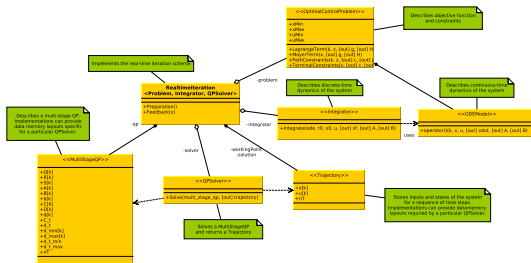 <<OptimalControlProblem>>
+xMin
+xMax
+uMin
+uMax
+LagrangeTerm(k, z, [out] g, [out] H)
+MayerTerm(x, [out] g, [out] H)
+PathConstraints(k, z, [out] c, [out]
+TerminalConstraints(x, [out] c, [out]
Describes objective function
and constraints
Implements the real-time iteration scheme
RealtimeIteration
<Problem, Integrator, QPSolver>
+Preparation()
+Feedback(x)
-problem
Describes discrete-time
dynamics of the system
Describes continuous-time
dynamics of the system
<<Integrator>>
+Integrate(ode, t0, x0, u, [out] xf, [out] A, [out] B)
<<ODEModel>>
+operator()(t, x, u, [out] xdot, [out] A, [out] B)
uses
-integrator
Describes a multi-stage QP.
Implementations can provide
data memory layouts specific
for a particular QPSolver.
-qp
-solver
-workingPoint
-solution
<<MultiStageQP>>
+Q[k]
+R[k]
+S[k]
+A[k]
+B[k]
+b[k]
+C[k]
+D[k]
+d[k]
+C_t
+d_t
+d_min[k]
+d_max[k]
+d_t_min
+d_t_max
+nT
<<QPSolver>>
+Solve(multi_stage_qp, [out] trajectory)
<<Trajectory>>
+x[k]
+u[k]
+nT
Solves a MultiStageQP
and returns a Trajectory
Stores inputs and states of the system
for a sequence of time steps.
Implementations can provide datamemory
layouts required by a particular QPSolver.